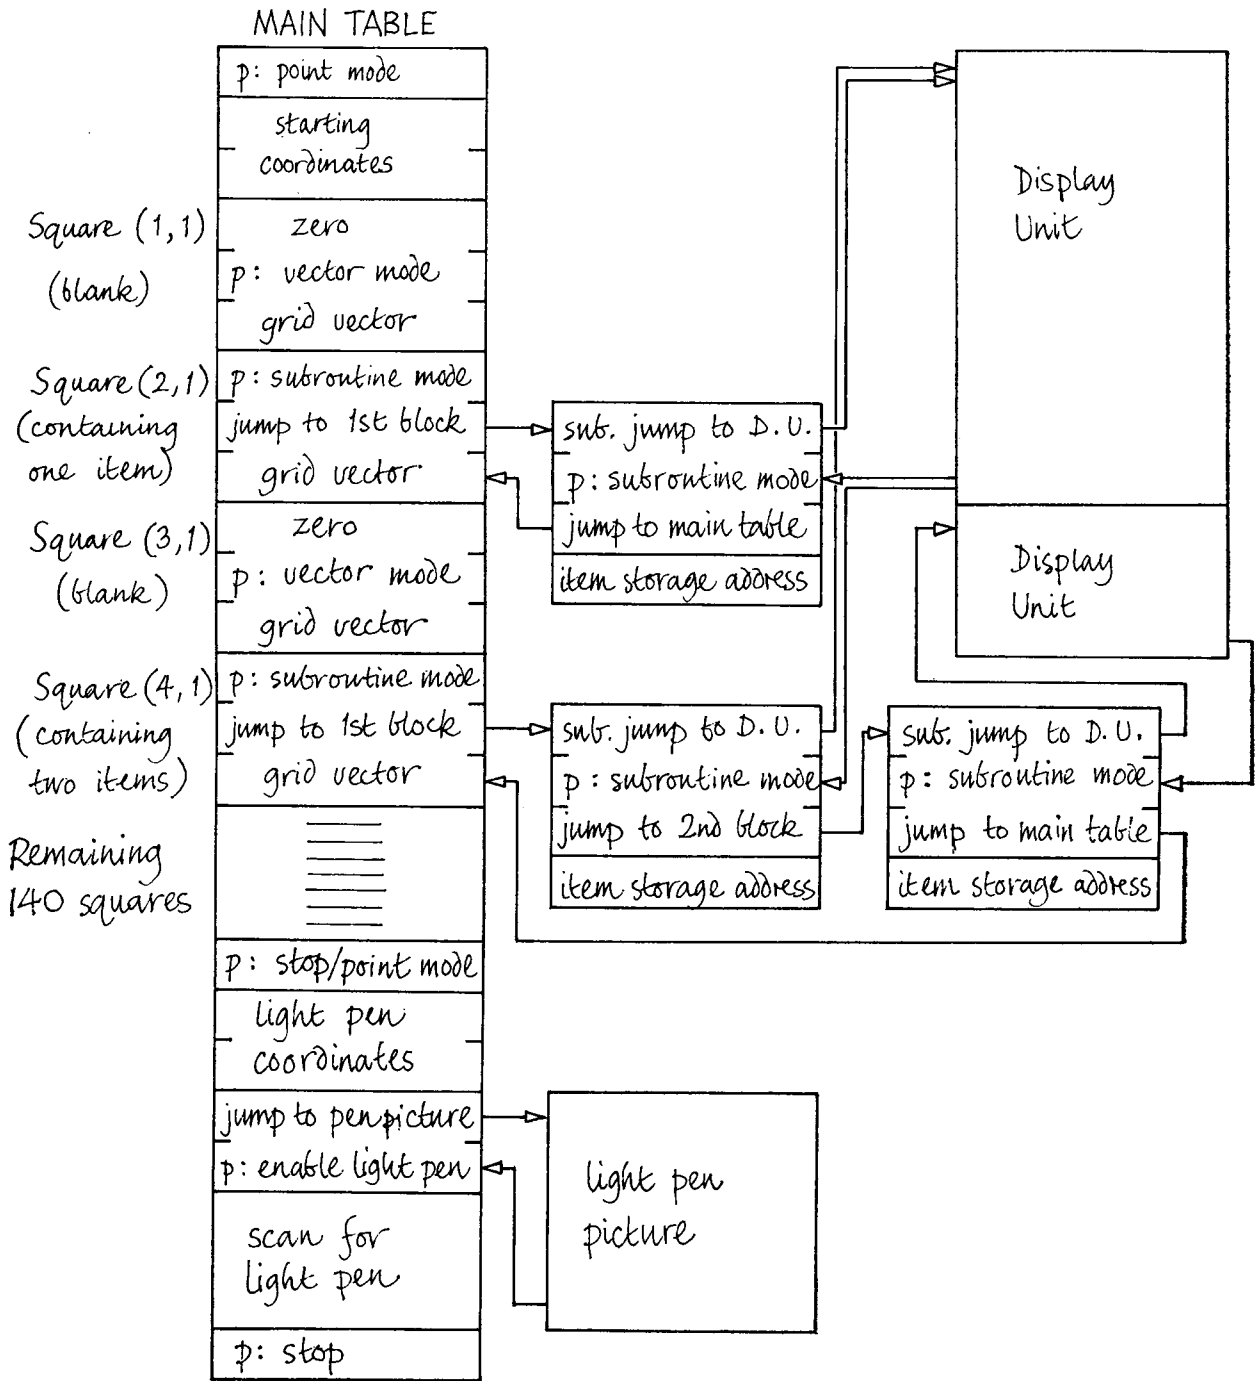 MAIN TABLE
p: point mode
starting
coordinates
Square (1,1)
(blank)
zero
p: vector mode
grid vector
Square (2,1)
(containing
one item)
p: subroutine mode
jump to 1st block
grid vector
sub. jump to D.U.
p: subroutine mode
jump to main table
item storage address
Display
Unit
Square (3,1)
(blank)
zero
p: vector mode
grid vector
Display
Unit
Square (4,1)
(containing
two items)
p: subroutine mode
jump to 1st block
grid vector
sub. jump to D.U.
p: subroutine mode
jump to 2nd block
item storage address
sub. jump to D.U.
p: subroutine mode
jump to main table
item storage address
Remaining
140 squares
p: stop/point mode
light pen
coordinates
jump to pen picture
p: enable light pen
scan for
light pen
p: stop
light pen
picture